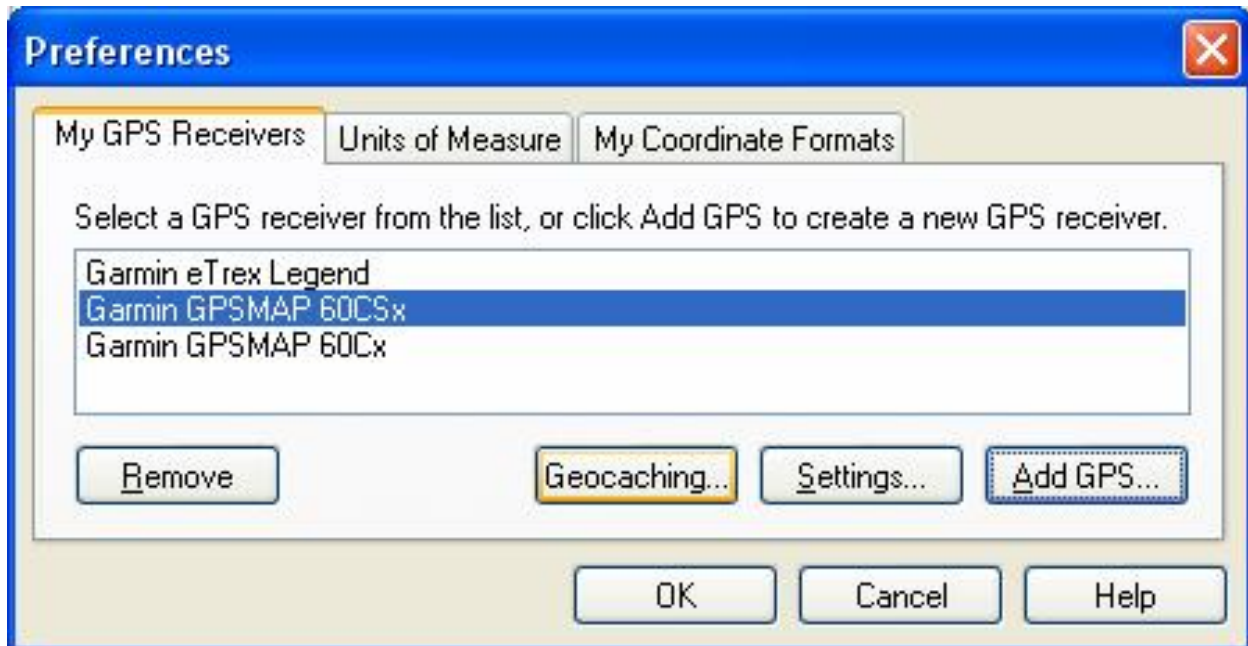 Preferences
My GPS Receivers Units of Measure My Coordinate Formats
Select a GPS receiver from the list, or click Add GPS to create a new GPS receiver.
Garmin eTrex Legend
Garmin GPSMAP 60CSx
Garmin GPSMAP 60Cx
Remove Geocaching... Settings... Add GPS...
OK Cancel Help